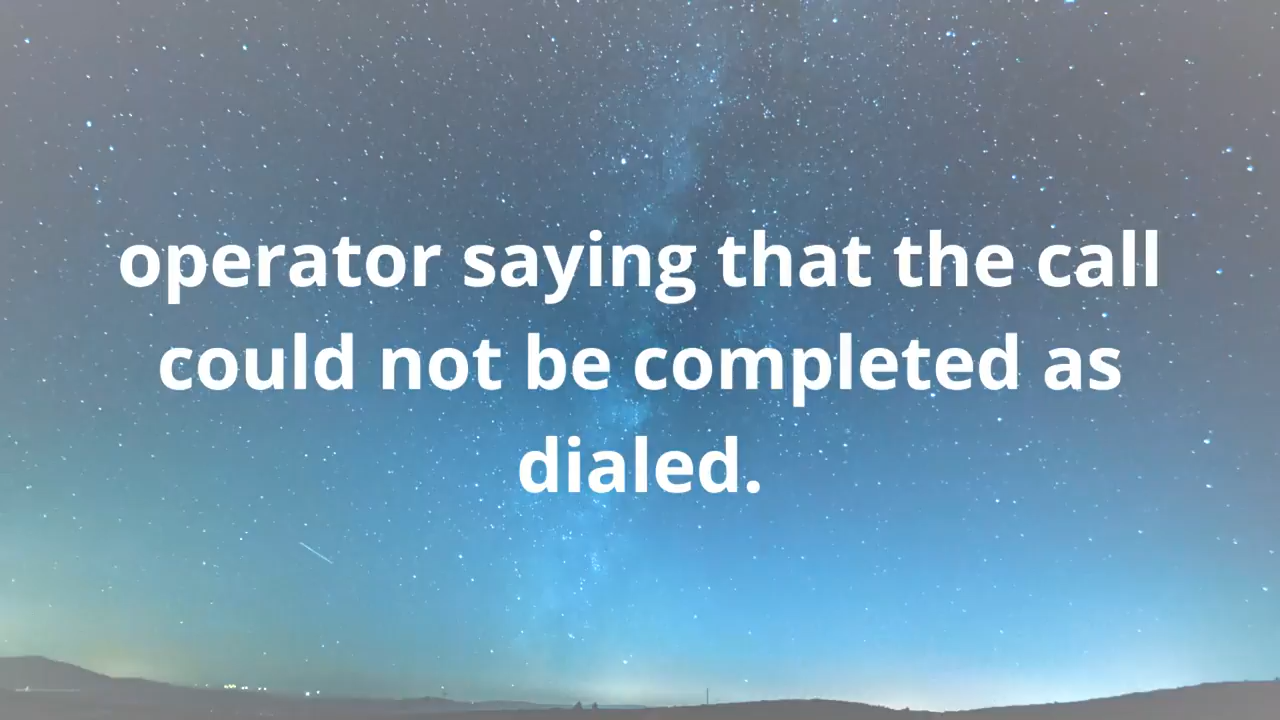 operator saying that the call
could not be completed as
dialed.